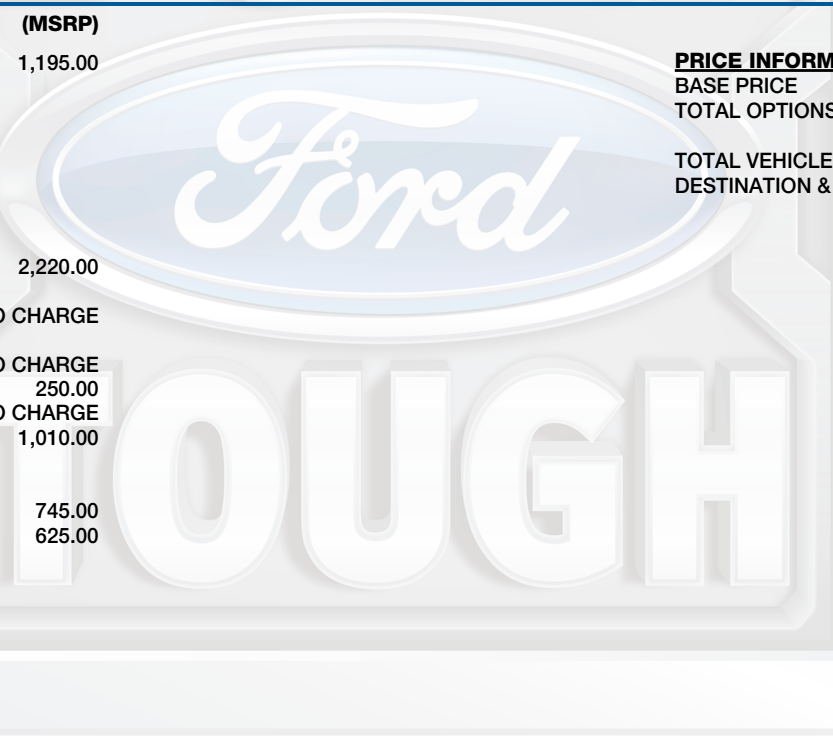 (MSRP)
1,195.00
2,220.00
O CHARGE
O CHARGE
250.00
O CHARGE
1,010.00
745.00
625.00
PRICE INFORM
BASE PRICE
TOTAL OPTIONS
TOTAL VEHICLE
DESTINATION &
Ford
TOUGH